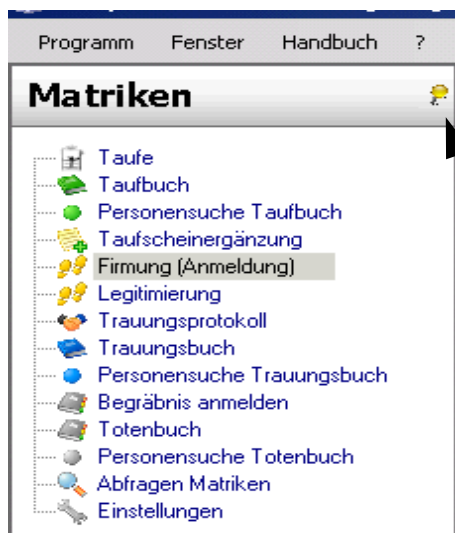 Programm Fenster Handbuch ?
Matriken
Taufe
Taufbuch
Personensuche Taufbuch
Taufscheinergänzung
Firmung (Anmeldung)
Legitimierung
Trauungsprotokoll
Trauungsbuch
Personensuche Trauungsbuch
Begräbnis anmelden
Totenbuch
Personensuche Totenbuch
Abfragen Matriken
Einstellungen